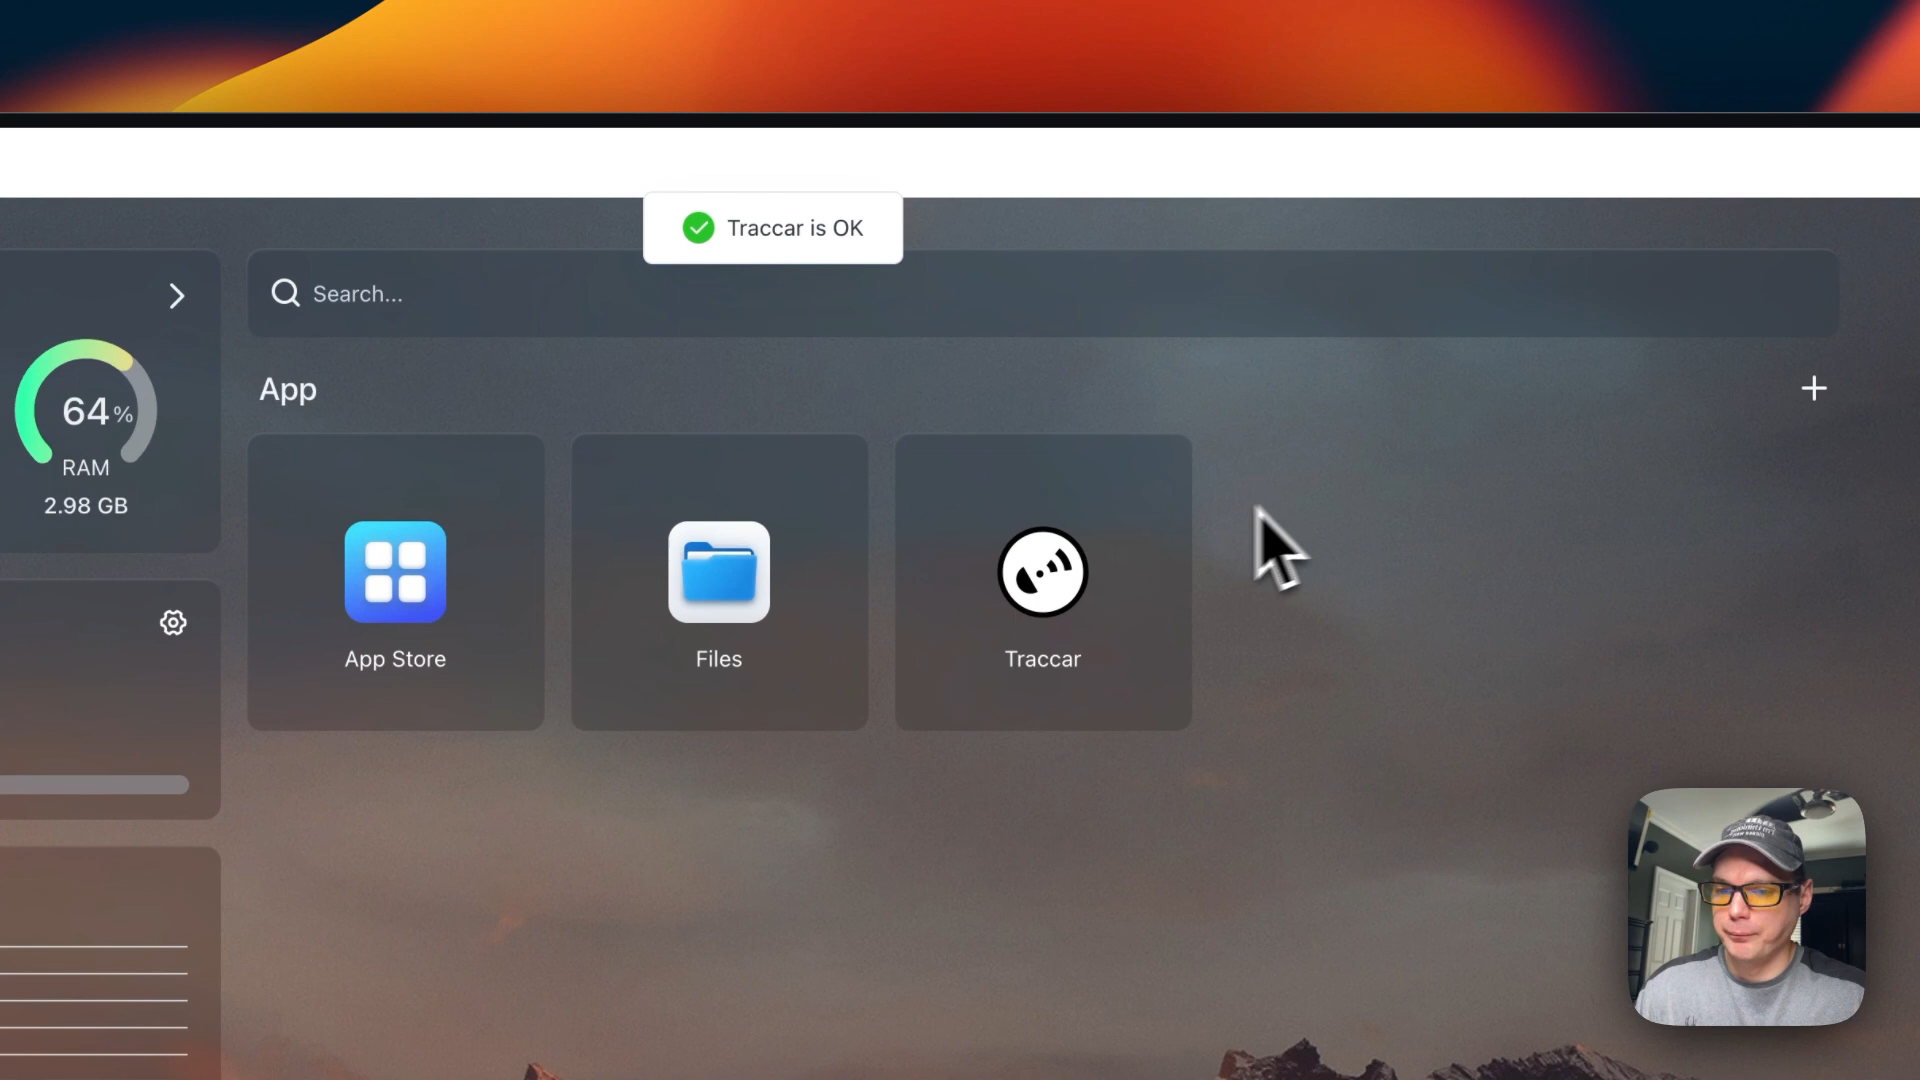 Traccar is OK
Search...
App
64%
RAM
2.98 GB
App Store
Files
Traccar